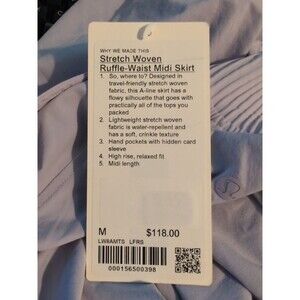 WHY WE MADE THIS
Stretch Woven
Ruffle-Waist Midi Skirt
1. So, where to? Designed in
travel-friendly stretch woven
fabric, this A-line skirt has a
flowy silhouette that goes with
practically all of the tops you
packed
2. Lightweight stretch woven
fabric is water-repellent and
has a soft, crinkle texture
3. Hand pockets with hidden card
sleeve
4. High rise, relaxed fit
5. Midi length
M $118.00
LW8AMTS LFRS
000156500398